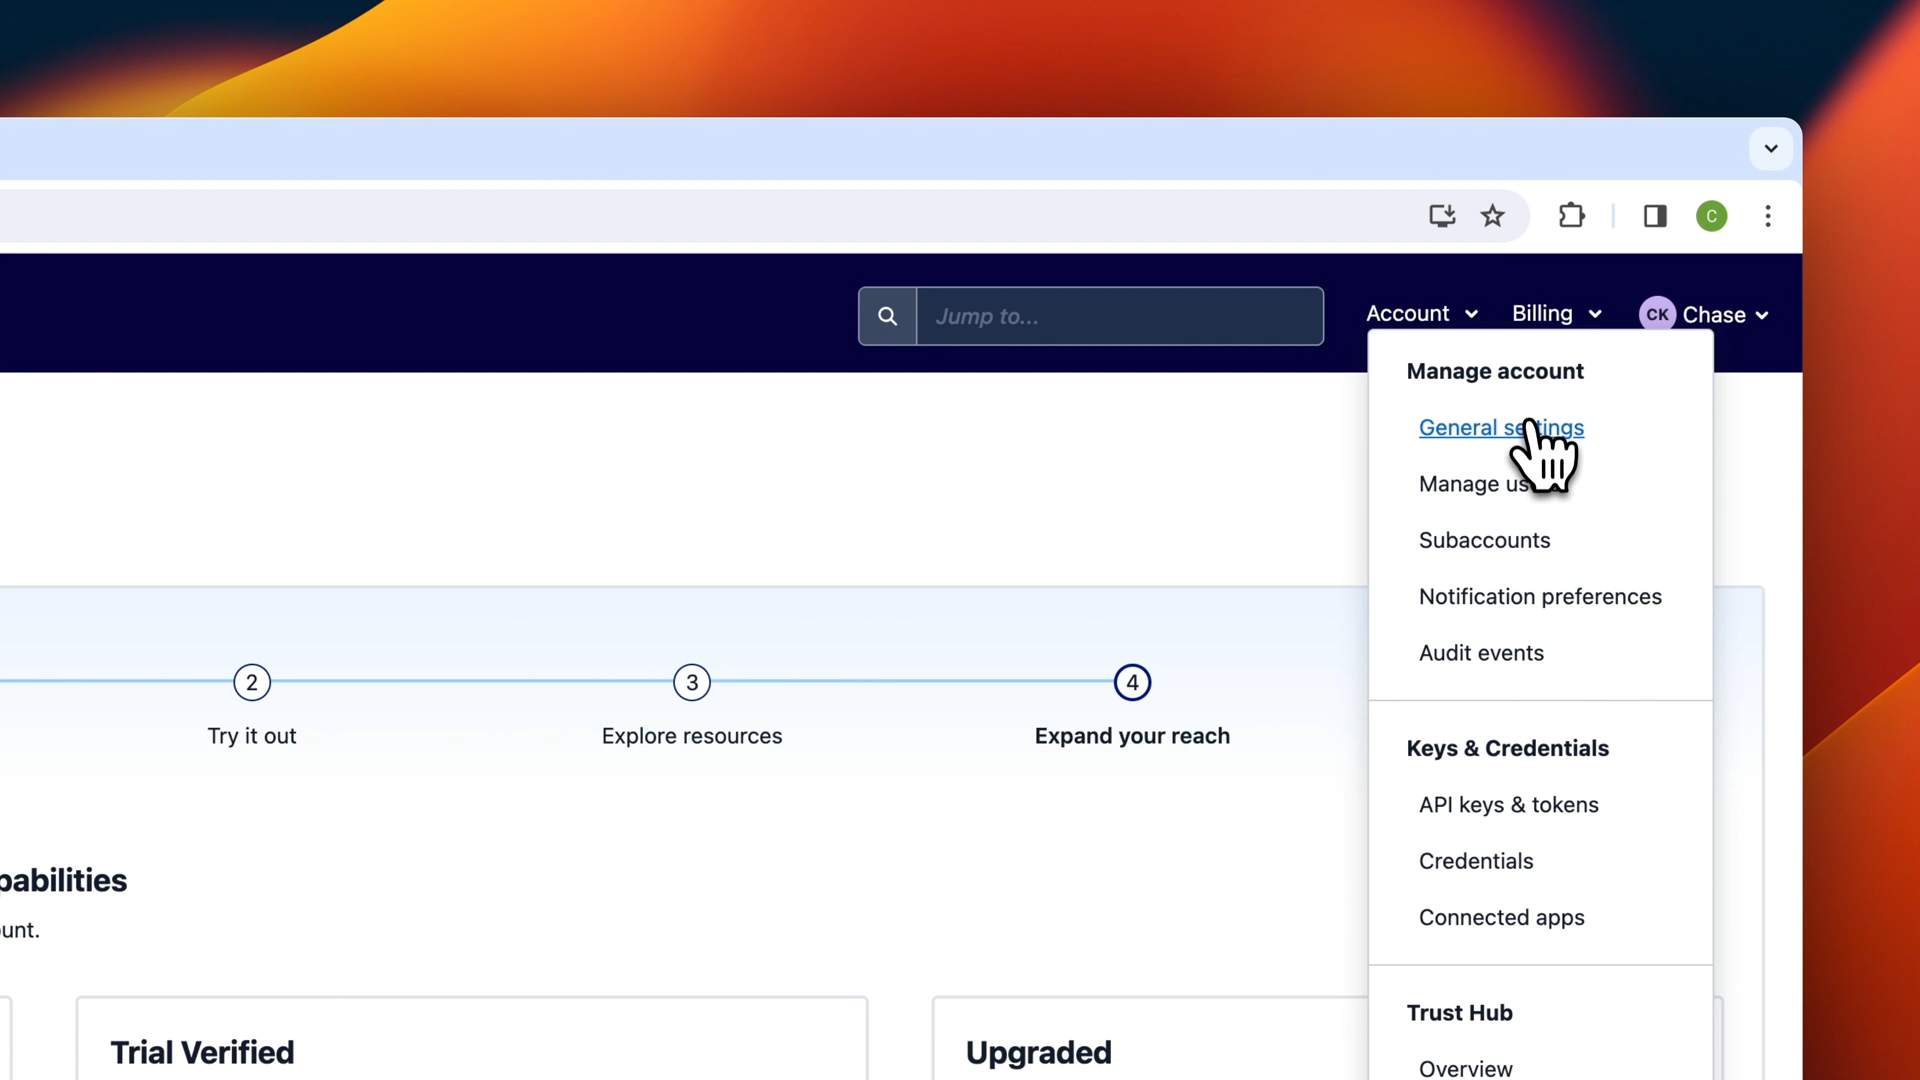 C
Jump to...
Account
Billing
CK
Chase
Manage account
General settings
Manage
Subaccounts
Notification preferences
Audit events
2
3
4
Try it out
Explore resources
Expand your reach
Keys & Credentials
API keys & tokens
Credentials
Connected apps
pabilities
unt.
Trial Verified
Upgraded
Trust Hub
Overview